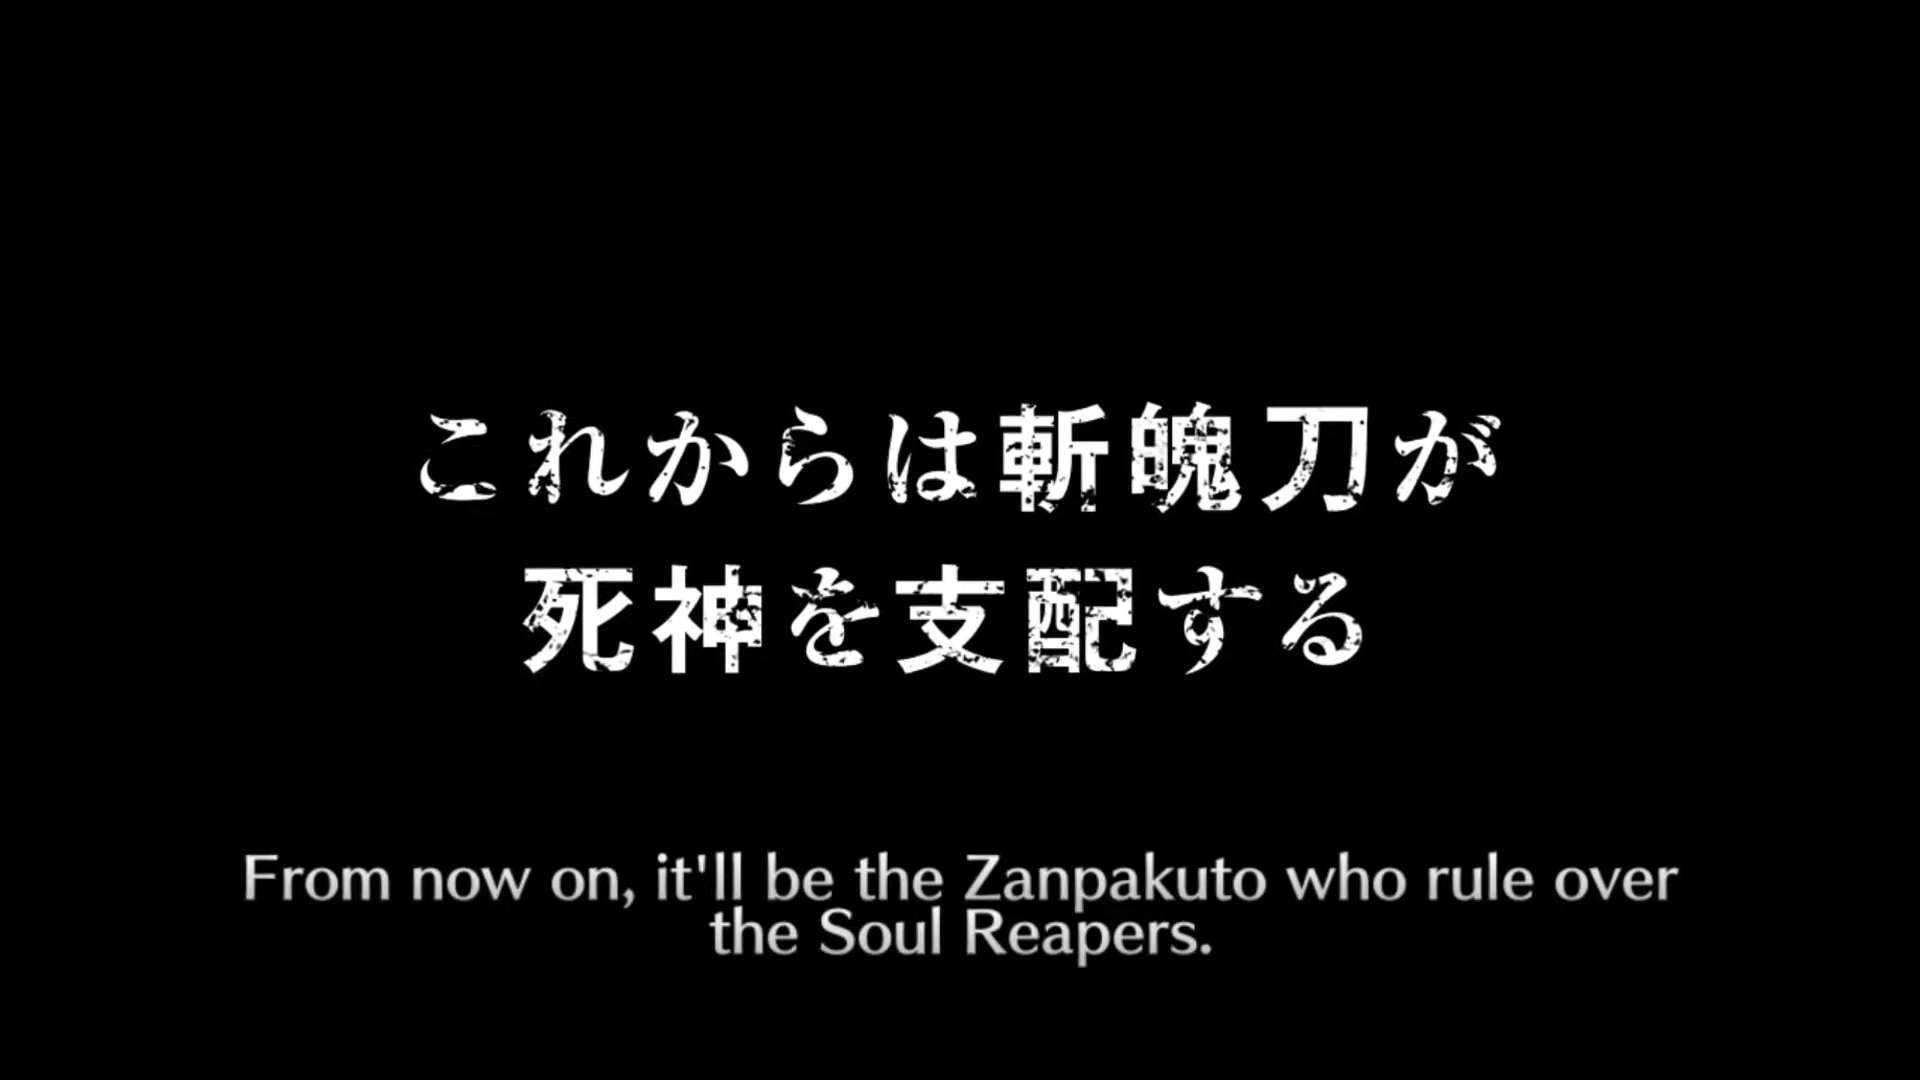 これからは斬魄刀が
死神を支配する
From now on, it'll be the Zanpakuto who rule over
the Soul Reapers.